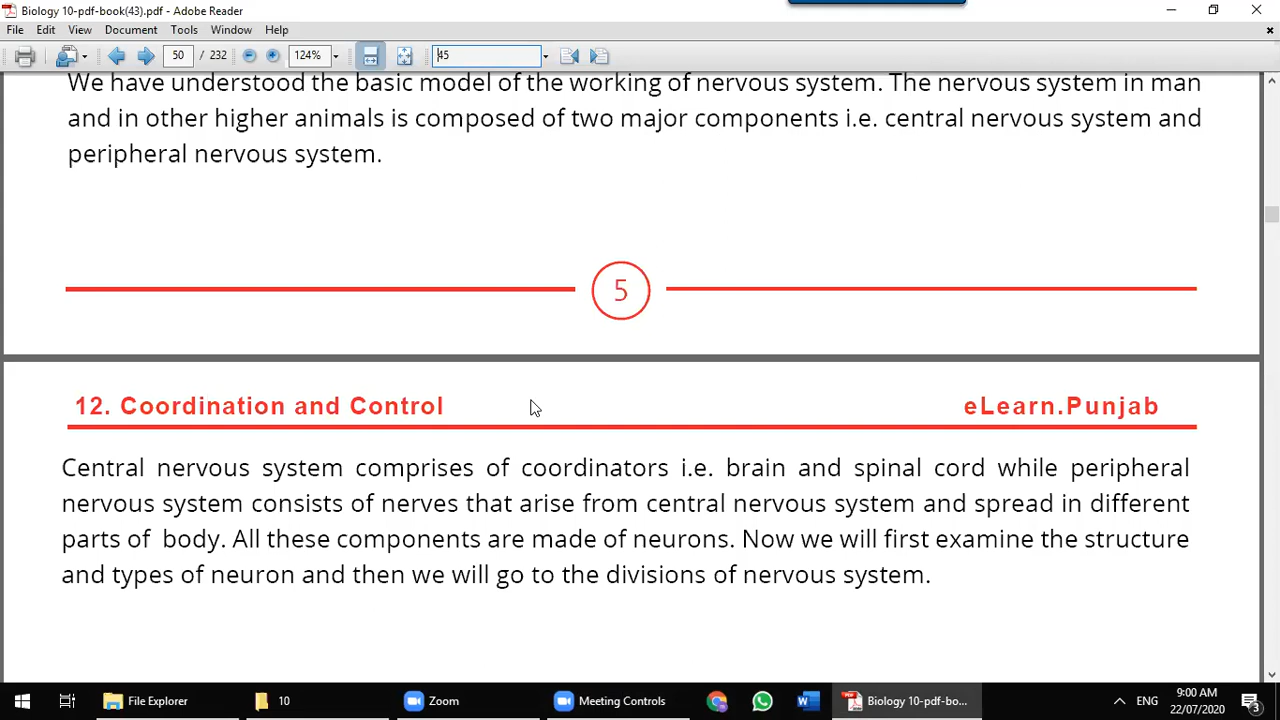 Biology 10-pdf-book(43).pdf - Adobe Reader
File Edit View Document Tools Window Help
50 / 232 124% 45
We have understood the basic model of the working of nervous system. The nervous system in man
and in other higher animals is composed of two major components i.e. central nervous system and
peripheral nervous system.
5
12. Coordination and Control eLearn.Punjab
Central nervous system comprises of coordinators i.e. brain and spinal cord while peripheral
nervous system consists of nerves that arise from central nervous system and spread in different
parts of body. All these components are made of neurons. Now we will first examine the structure
and types of neuron and then we will go to the divisions of nervous system.
File Explorer 10 Zoom Meeting Controls Biology 10-pdf-bo... ENG 9:00 AM
22/07/2020 3